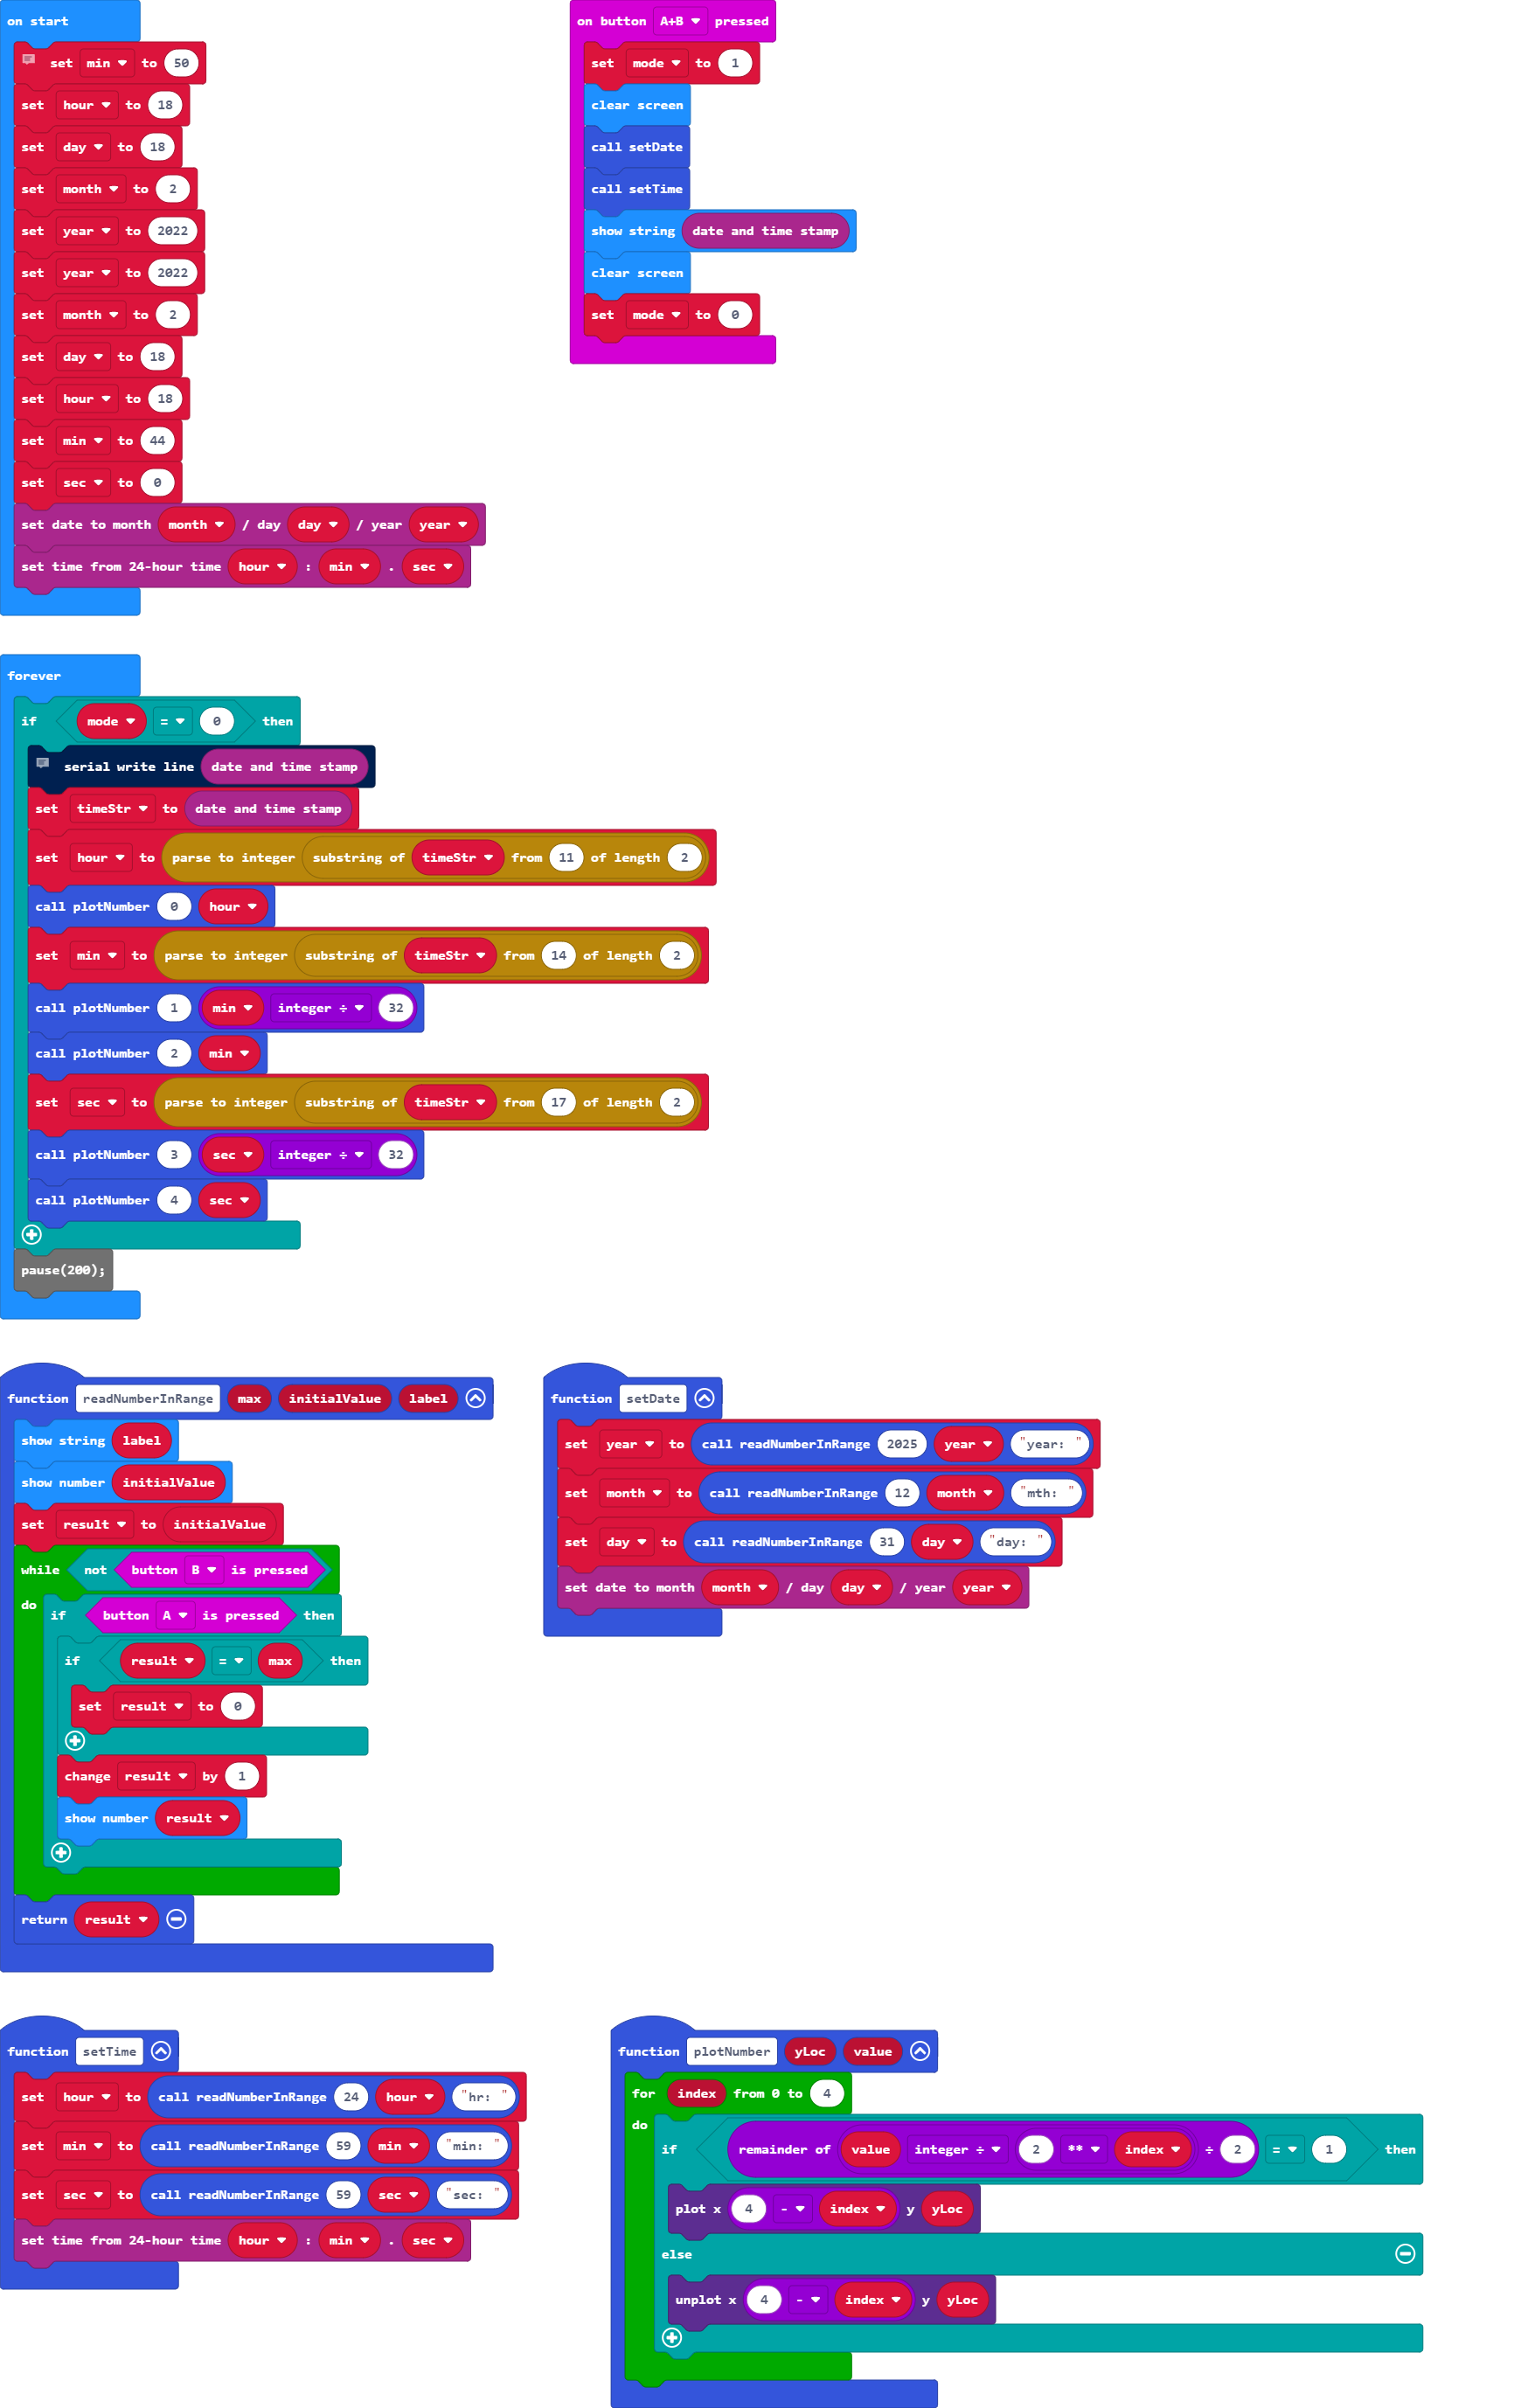 on start
set min to 50
set hour to 18
set day to 18
set month to 2
set year to 2022
set year to 2022
set month to 2
set day to 18
set hour to 18
set min to 44
set sec to 0
set date to month month / day day / year year
set time from 24-hour time hour : min . sec
on button A+B pressed
set mode to 1
clear screen
call setDate
call setTime
show string date and time stamp
clear screen
set mode to 0
forever
if mode = 0 then
serial write line date and time stamp
set timeStr to date and time stamp
set hour to parse to integer substring of timeStr from 11 of length 2
call plotNumber 0 hour
set min to parse to integer substring of timeStr from 14 of length 2
call plotNumber 1 min integer ÷ 32
call plotNumber 2 min
set sec to parse to integer substring of timeStr from 17 of length 2
call plotNumber 3 sec integer ÷ 32
call plotNumber 4 sec
pause(200);
function readNumberInRange max initialValue label
show string label
show number initialValue
set result to initialValue
while not button B is pressed
do if button A is pressed then
if result = max then
set result to 0
change result by 1
show number result
return result
function setDate
set year to call readNumberInRange 2025 year "year: "
set month to call readNumberInRange 12 month "mth: "
set day to call readNumberInRange 31 day "day: "
set date to month month / day day / year year
function setTime
set hour to call readNumberInRange 24 hour "hr: "
set min to call readNumberInRange 59 min "min: "
set sec to call readNumberInRange 59 sec "sec: "
set time from 24-hour time hour : min . sec
function plotNumber yLoc value
for index from 0 to 4
do if remainder of value integer ÷ 2 ** index ÷ 2 = 1 then
plot x 4 - index y yLoc
else
unplot x 4 - index y yLoc